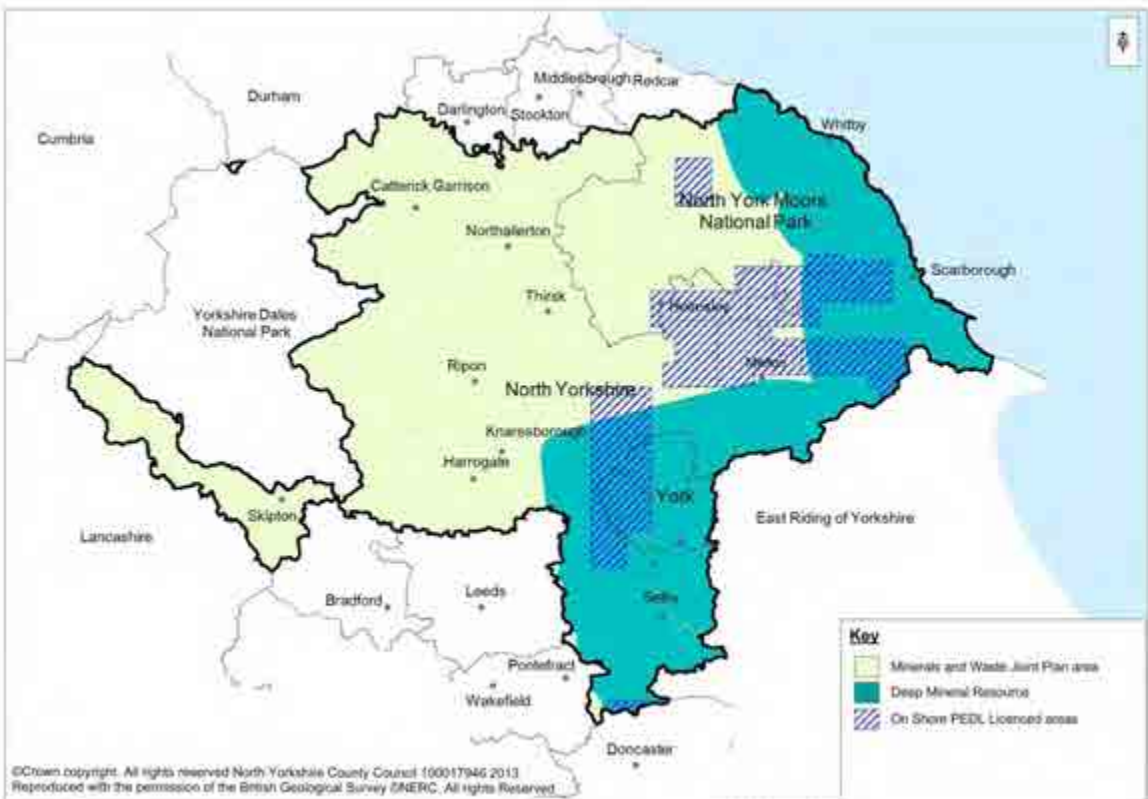 Middlesbrough
Redcar
Durham
Darlington
Stockton
Cumbria
Whitby
Catterick Garrison
North York Moors
National Park
Northallerton
Scarborough
Thirsk
Helmsley
Yorkshire Dales
National Park
Malton
Ripon
North Yorkshire
Knaresborough
Harrogate
York
Skipton
East Riding of Yorkshire
Lancashire
Bradford
Leeds
Selby
Pontefract
Wakefield
Doncaster
Key
Minerals and Waste Joint Plan area
Deep Mineral Resource
On Shore PEDL Licenced areas
©Crown copyright. All rights reserved North Yorkshire County Council 100017946 2013
Reproduced with the permission of the British Geological Survey ©NERC. All rights Reserved